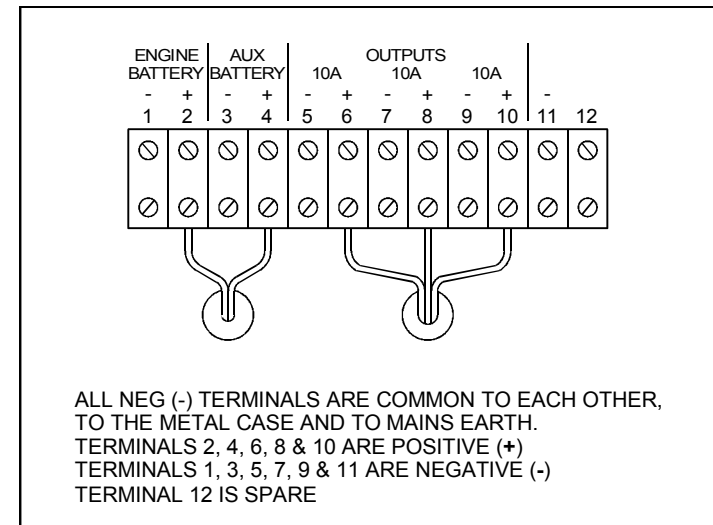 ENGINE AUX OUTPUTS
BATTERY BATTERY 10A 10A 10A
- + - + - + - + - + -
1 2 3 4 5 6 7 8 9 10 11 12
ALL NEG (-) TERMINALS ARE COMMON TO EACH OTHER,
TO THE METAL CASE AND TO MAINS EARTH.
TERMINALS 2, 4, 6, 8 & 10 ARE POSITIVE (+)
TERMINALS 1, 3, 5, 7, 9 & 11 ARE NEGATIVE (-)
TERMINAL 12 IS SPARE